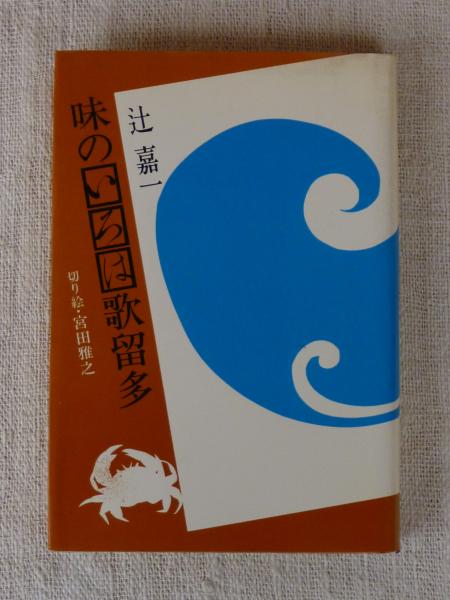 辻嘉一
味のいろは歌留多
切り絵・宮田雅之